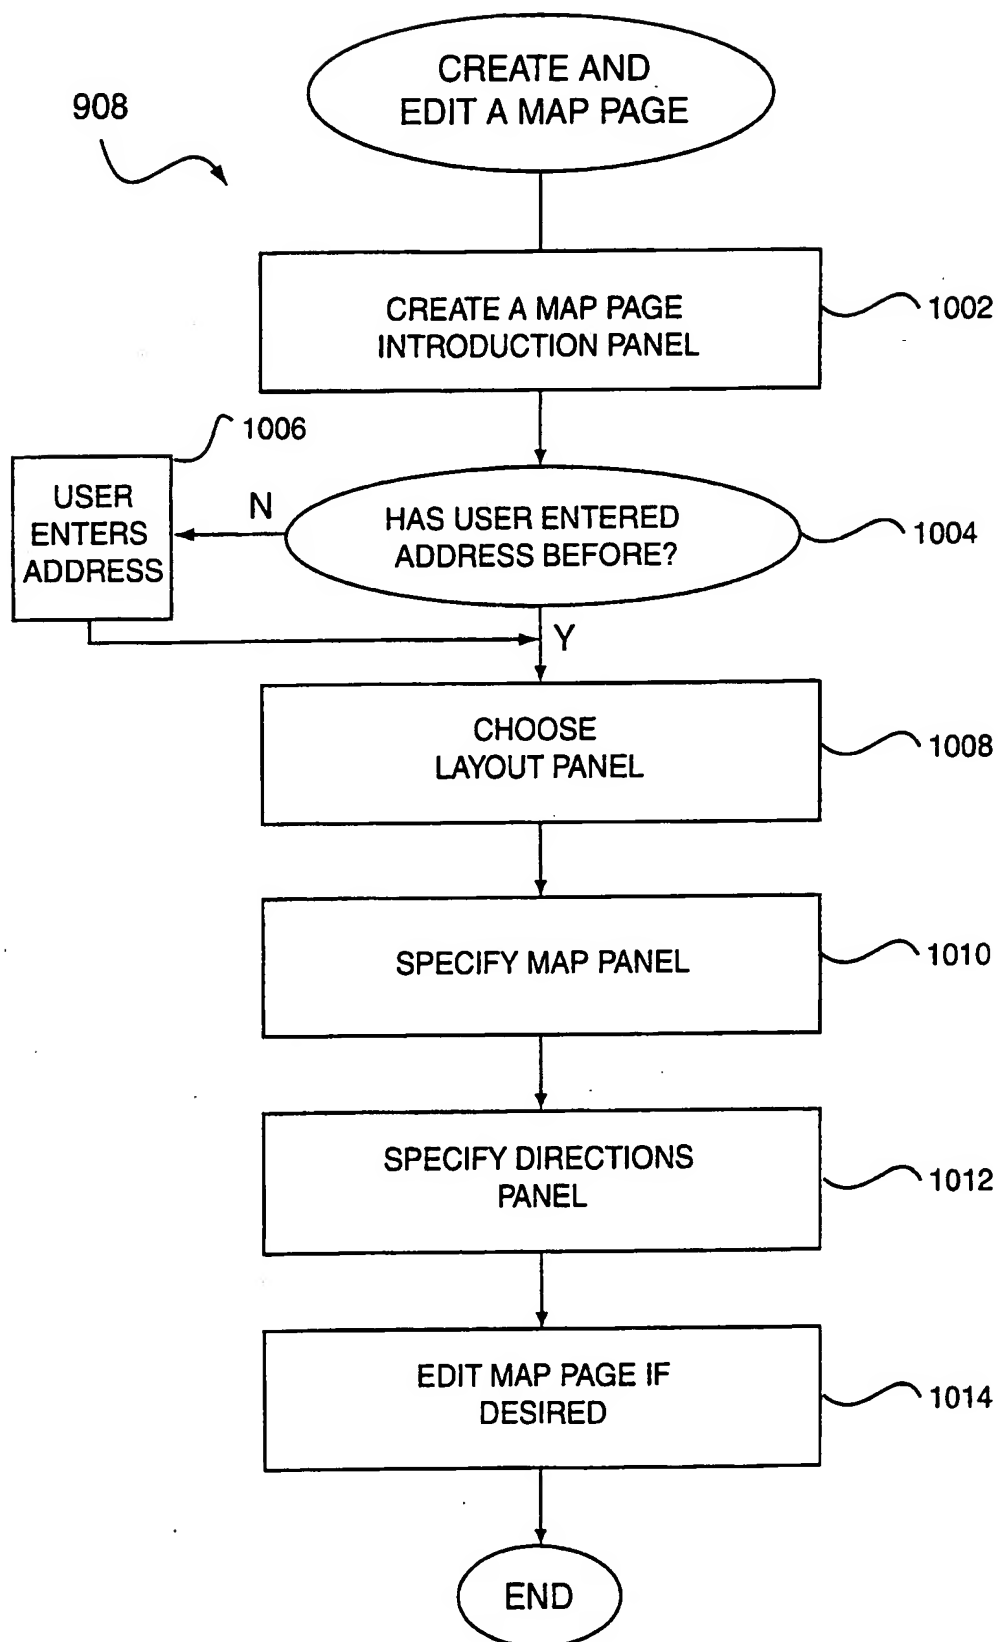 CREATE AND
EDIT A MAP PAGE
908
CREATE A MAP PAGE
INTRODUCTION PANEL
1002
1006
USER
ENTERS
ADDRESS
N
HAS USER ENTERED
ADDRESS BEFORE?
1004
Y
CHOOSE
LAYOUT PANEL
1008
SPECIFY MAP PANEL
1010
SPECIFY DIRECTIONS
PANEL
1012
EDIT MAP PAGE IF
DESIRED
1014
END